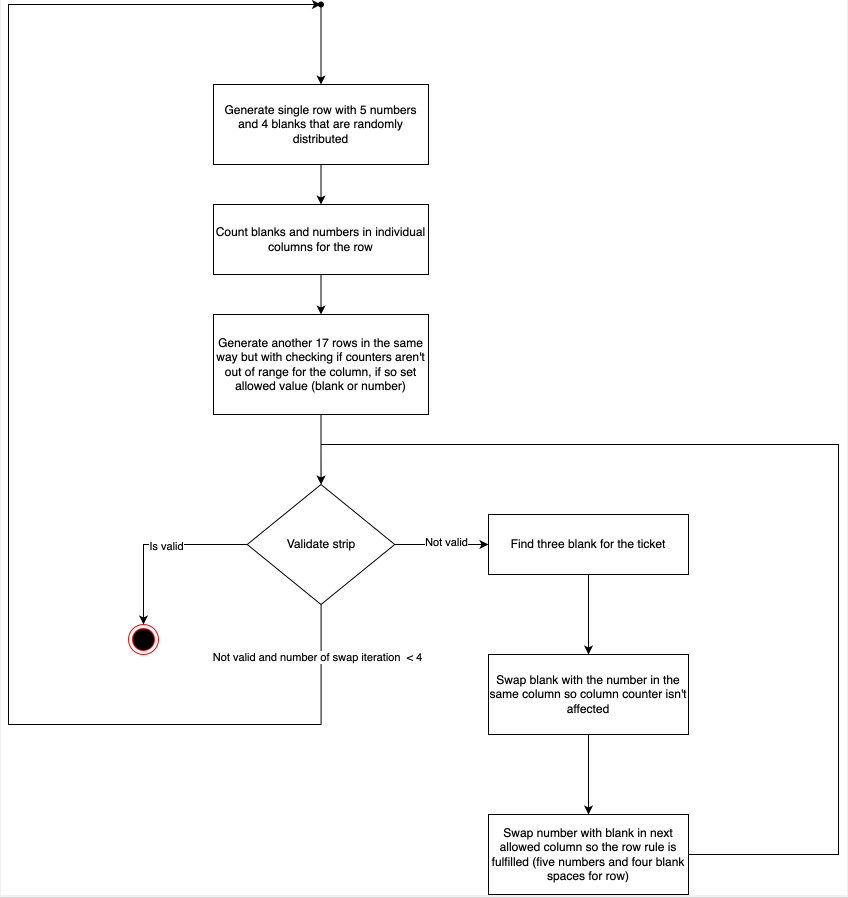 Generate single row with 5 numbers
and 4 blanks that are randomly
distributed
Count blanks and numbers in individual
columns for the row
Generate another 17 rows in the same
way but with checking if counters aren't
out of range for the column, if so set
allowed value (blank or number)
Validate strip
Is valid
Not valid
Find three blank for the ticket
Not valid and number of swap iteration < 4
Swap blank with the number in the
same column so column counter isn't
affected
Swap number with blank in next
allowed column so the row rule is
fulfilled (five numbers and four blank
spaces for row)